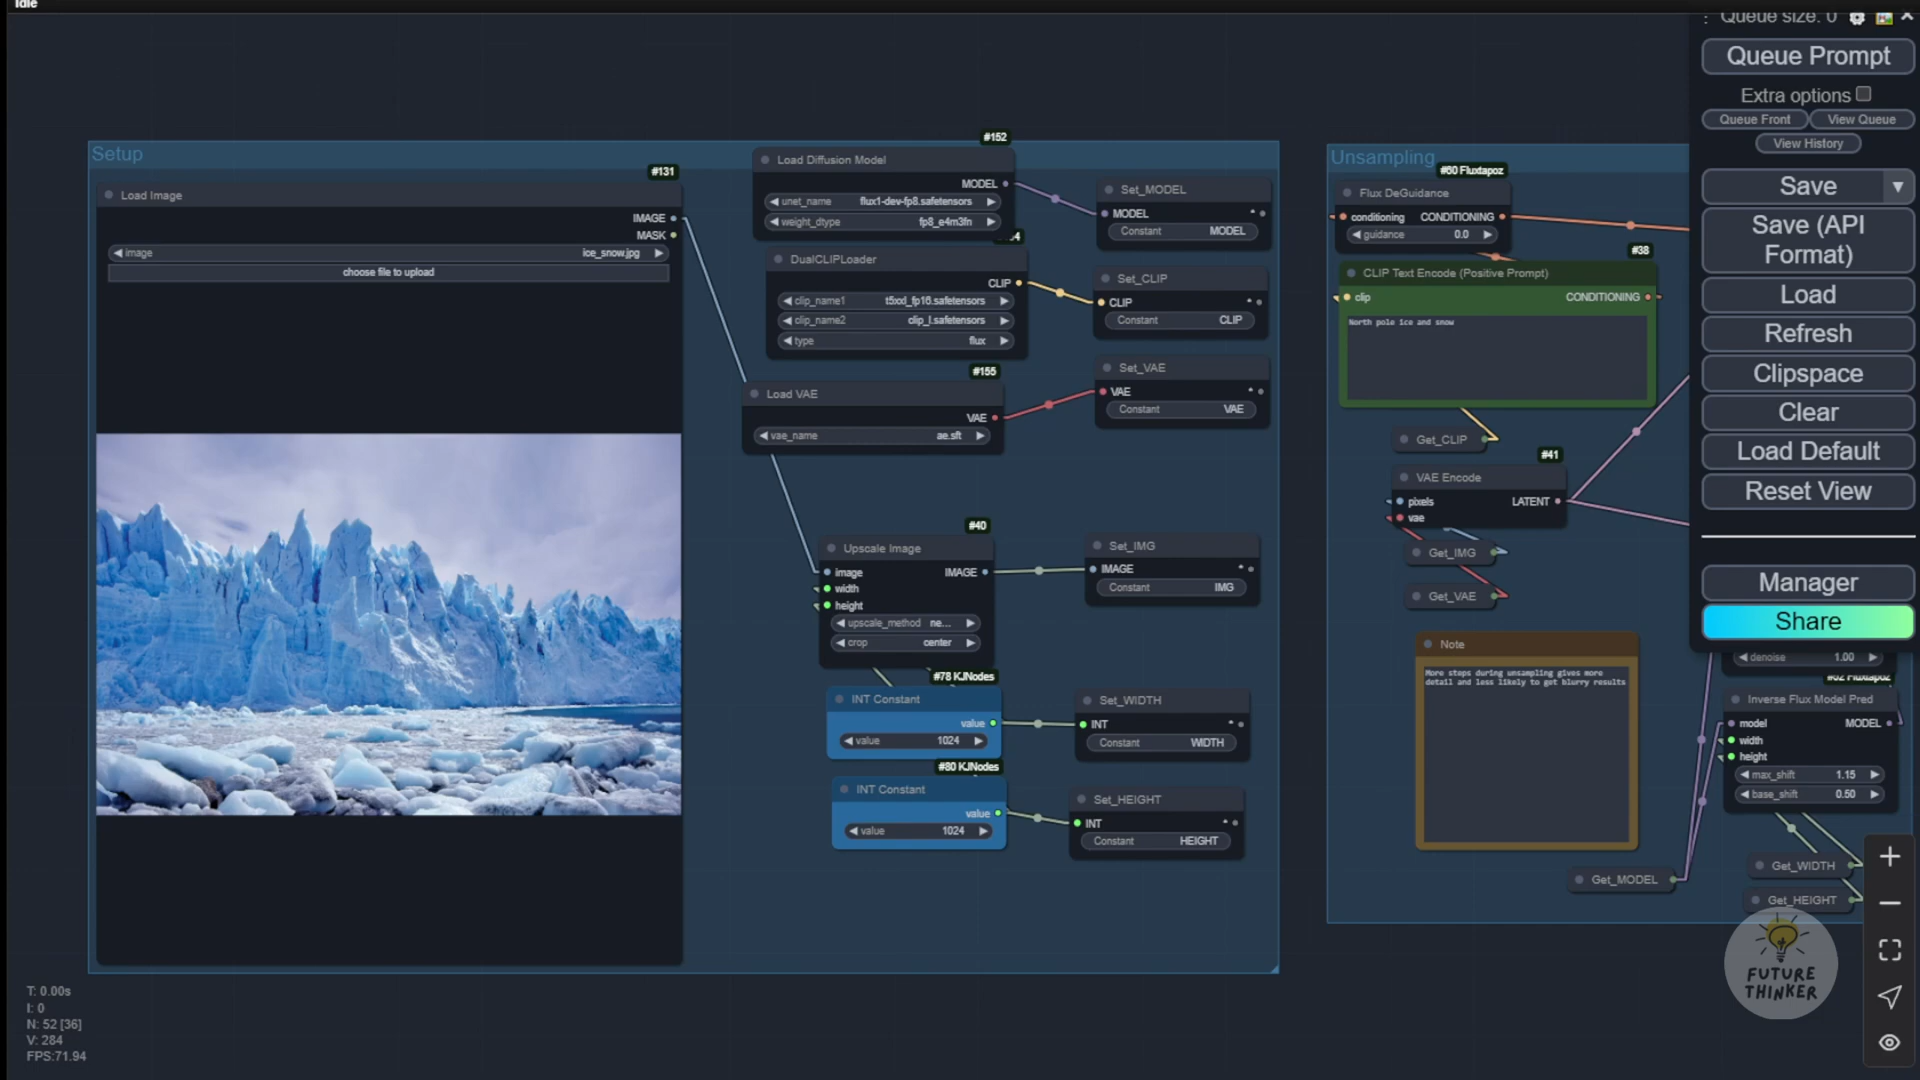 Idle
Queue size: 0
Queue Prompt
Extra options
Queue Front
View Queue
View History
Save
▼
Save (API
Format)
Load
Refresh
Clipspace
Clear
Load Default
Reset View
Manager
Share
Setup
#131
Load Image
IMAGE
MASK
image
ice_snow.jpg
choose file to upload
#152
Load Diffusion Model
MODEL
unet_name
flux1-dev-fp8.safetensors
weight_dtype
fp8_e4m3fn
Set_MODEL
MODEL
Constant
MODEL
DualCLIPLoader
CLIP
clip_name1
t5xxl_fp16.safetensors
clip_name2
clip_l.safetensors
type
flux
Set_CLIP
CLIP
Constant
CLIP
#155
Load VAE
VAE
vae_name
ae.sft
Set_VAE
VAE
Constant
VAE
#40
Upscale Image
image
IMAGE
width
height
upscale_method
ne...
crop
center
Set_IMG
IMAGE
Constant
IMG
#78 KJNodes
INT Constant
value
value
1024
Set_WIDTH
INT
Constant
WIDTH
#80 KJNodes
INT Constant
value
value
1024
Set_HEIGHT
INT
Constant
HEIGHT
Unsampling
#60 Fluxtapoz
Flux DeGuidance
conditioning
CONDITIONING
guidance
0.0
#38
CLIP Text Encode (Positive Prompt)
clip
CONDITIONING
North pole ice and snow
Get_CLIP
#41
VAE Encode
pixels
LATENT
vae
Get_IMG
Get_VAE
Note
More steps during unsampling gives more
detail and less likely to get blurry results
Get_MODEL
denoise
1.00
Inverse Flux Model Pred
model
MODEL
width
height
max_shift
1.15
base_shift
0.50
Get_WIDTH
Get_HEIGHT
FUTURE
THINKER
T: 0.00s
I: 0
N: 52 [36]
V: 284
FPS:71.94